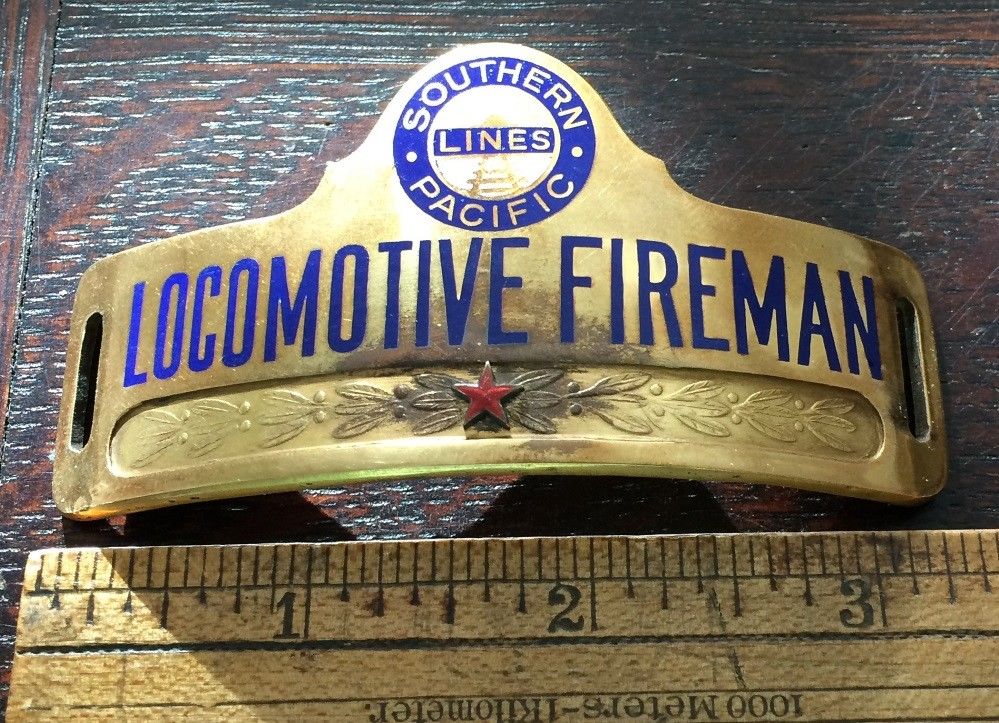 SOUTHERN
LINES
PACIFIC
LOCOMOTIVE FIREMAN
1 2 3
1000 Meters-1Kilometer.